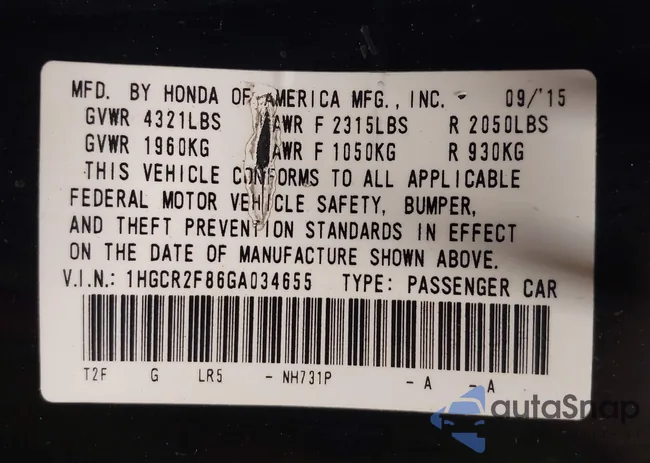 MFD. BY HONDA OF AMERICA MFG., INC. 09/'15
GVWR 4321LBS GAWR F 2315LBS R 2050LBS
GVWR 1960KG GAWR F 1050KG R 930KG
THIS VEHICLE CONFORMS TO ALL APPLICABLE
FEDERAL MOTOR VEHICLE SAFETY, BUMPER,
AND THEFT PREVENTION STANDARDS IN EFFECT
ON THE DATE OF MANUFACTURE SHOWN ABOVE.
V.I.N.: 1HGCR2F86GA034655 TYPE: PASSENGER CAR
T2F G LR5 - NH731P - A - A
autoSnap